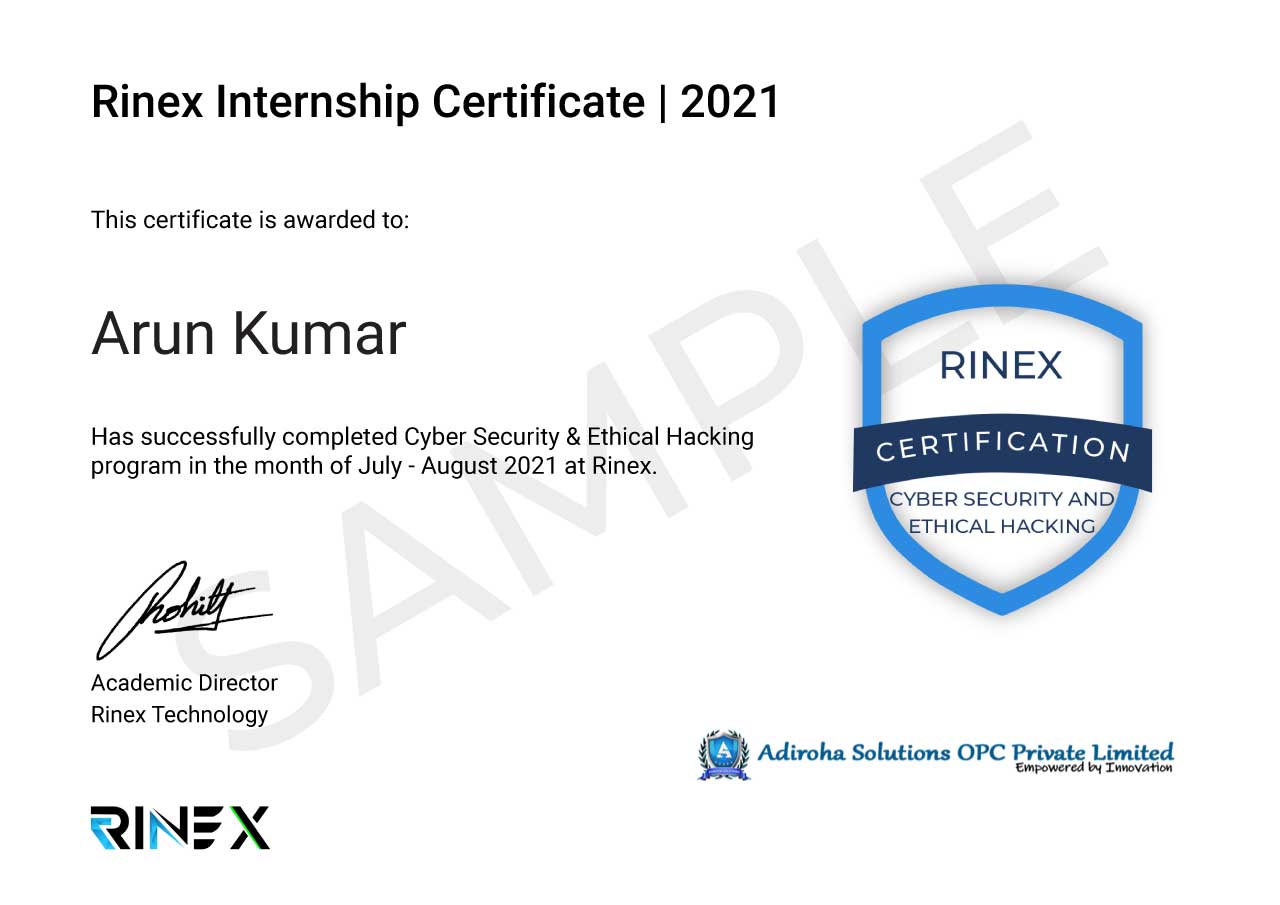 Rinex Internship Certificate | 2021
This certificate is awarded to:
Arun Kumar
Has successfully completed Cyber Security & Ethical Hacking
program in the month of July - August 2021 at Rinex.
SAMPLE
RINEX
CERTIFICATION
CYBER SECURITY AND
ETHICAL HACKING
Rohitt
Academic Director
Rinex Technology
A
Adiroha Solutions OPC Private Limited
Empowered by Innovation
RINEX